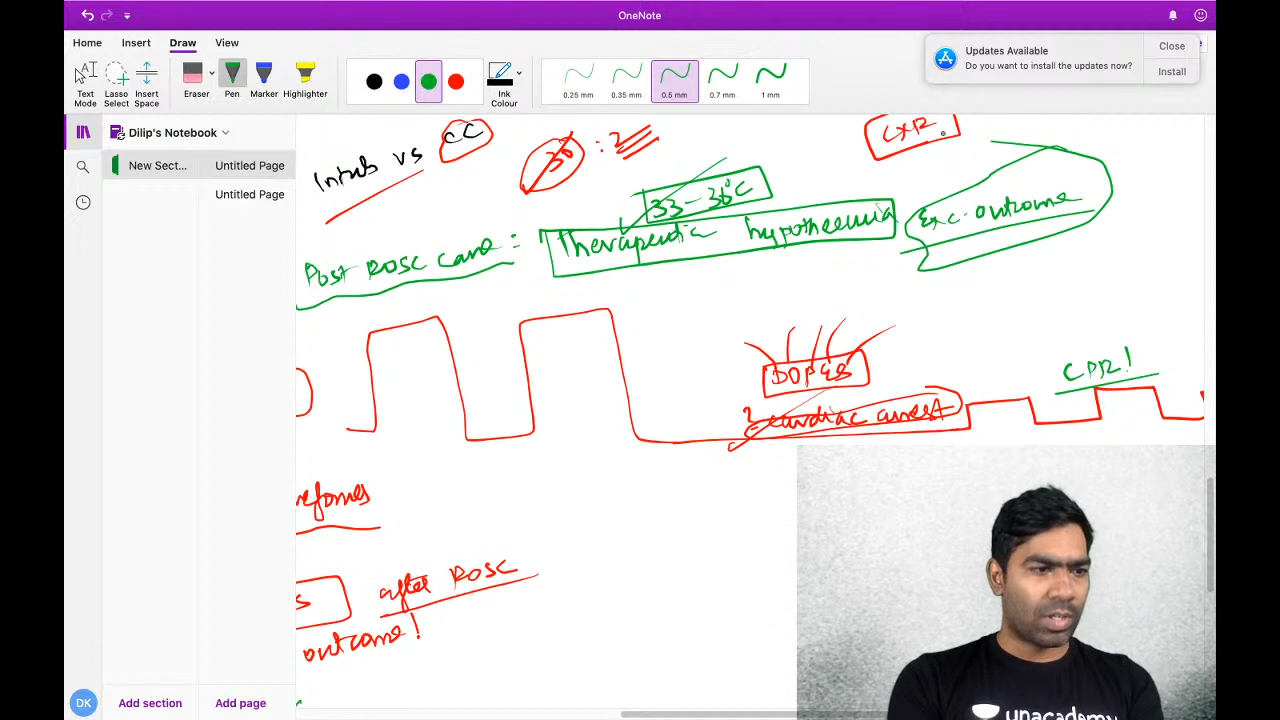 OneNote
Home Insert Draw View
Updates Available
Do you want to install the updates now?
Close
Install
Text Mode
Lasso Select
Insert Space
Eraser
Pen
Marker
Highlighter
Ink Colour
0.25 mm
0.35 mm
0.5 mm
0.7 mm
1 mm
Dilip's Notebook
New Sect...
Untitled Page
Untitled Page
Intub vs CC
30 : 2
CXR
33-36°C
Post ROSC care = Therapeutic hypothermia
Exc. outcome
DOPES
? cardiac arrest
CPR!
after ROSC
outcome!
DK
Add section
Add page
unacademy